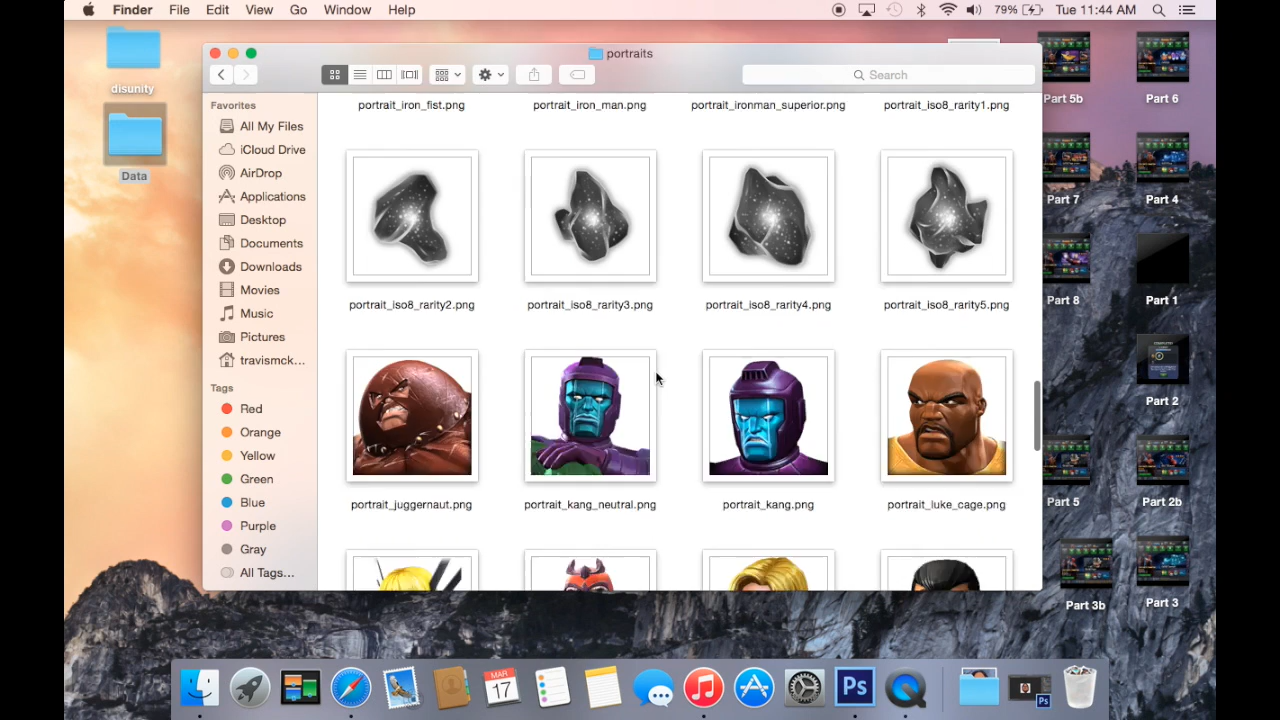 Finder File Edit View Go Window Help 79% Tue 11:44 AM
portraits
Search
disunity
Data
Favorites
All My Files
iCloud Drive
AirDrop
Applications
Desktop
Documents
Downloads
Movies
Music
Pictures
travismck...
Tags
Red
Orange
Yellow
Green
Blue
Purple
Gray
All Tags...
portrait_iron_fist.png portrait_iron_man.png portrait_ironman_superior.png portrait_iso8_rarity1.png
portrait_iso8_rarity2.png portrait_iso8_rarity3.png portrait_iso8_rarity4.png portrait_iso8_rarity5.png
portrait_juggernaut.png portrait_kang_neutral.png portrait_kang.png portrait_luke_cage.png
Part 5b Part 6
Part 7 Part 4
Part 8 Part 1
Part 2
Part 5 Part 2b
Part 3b Part 3
MAR
17
Ps
Ps